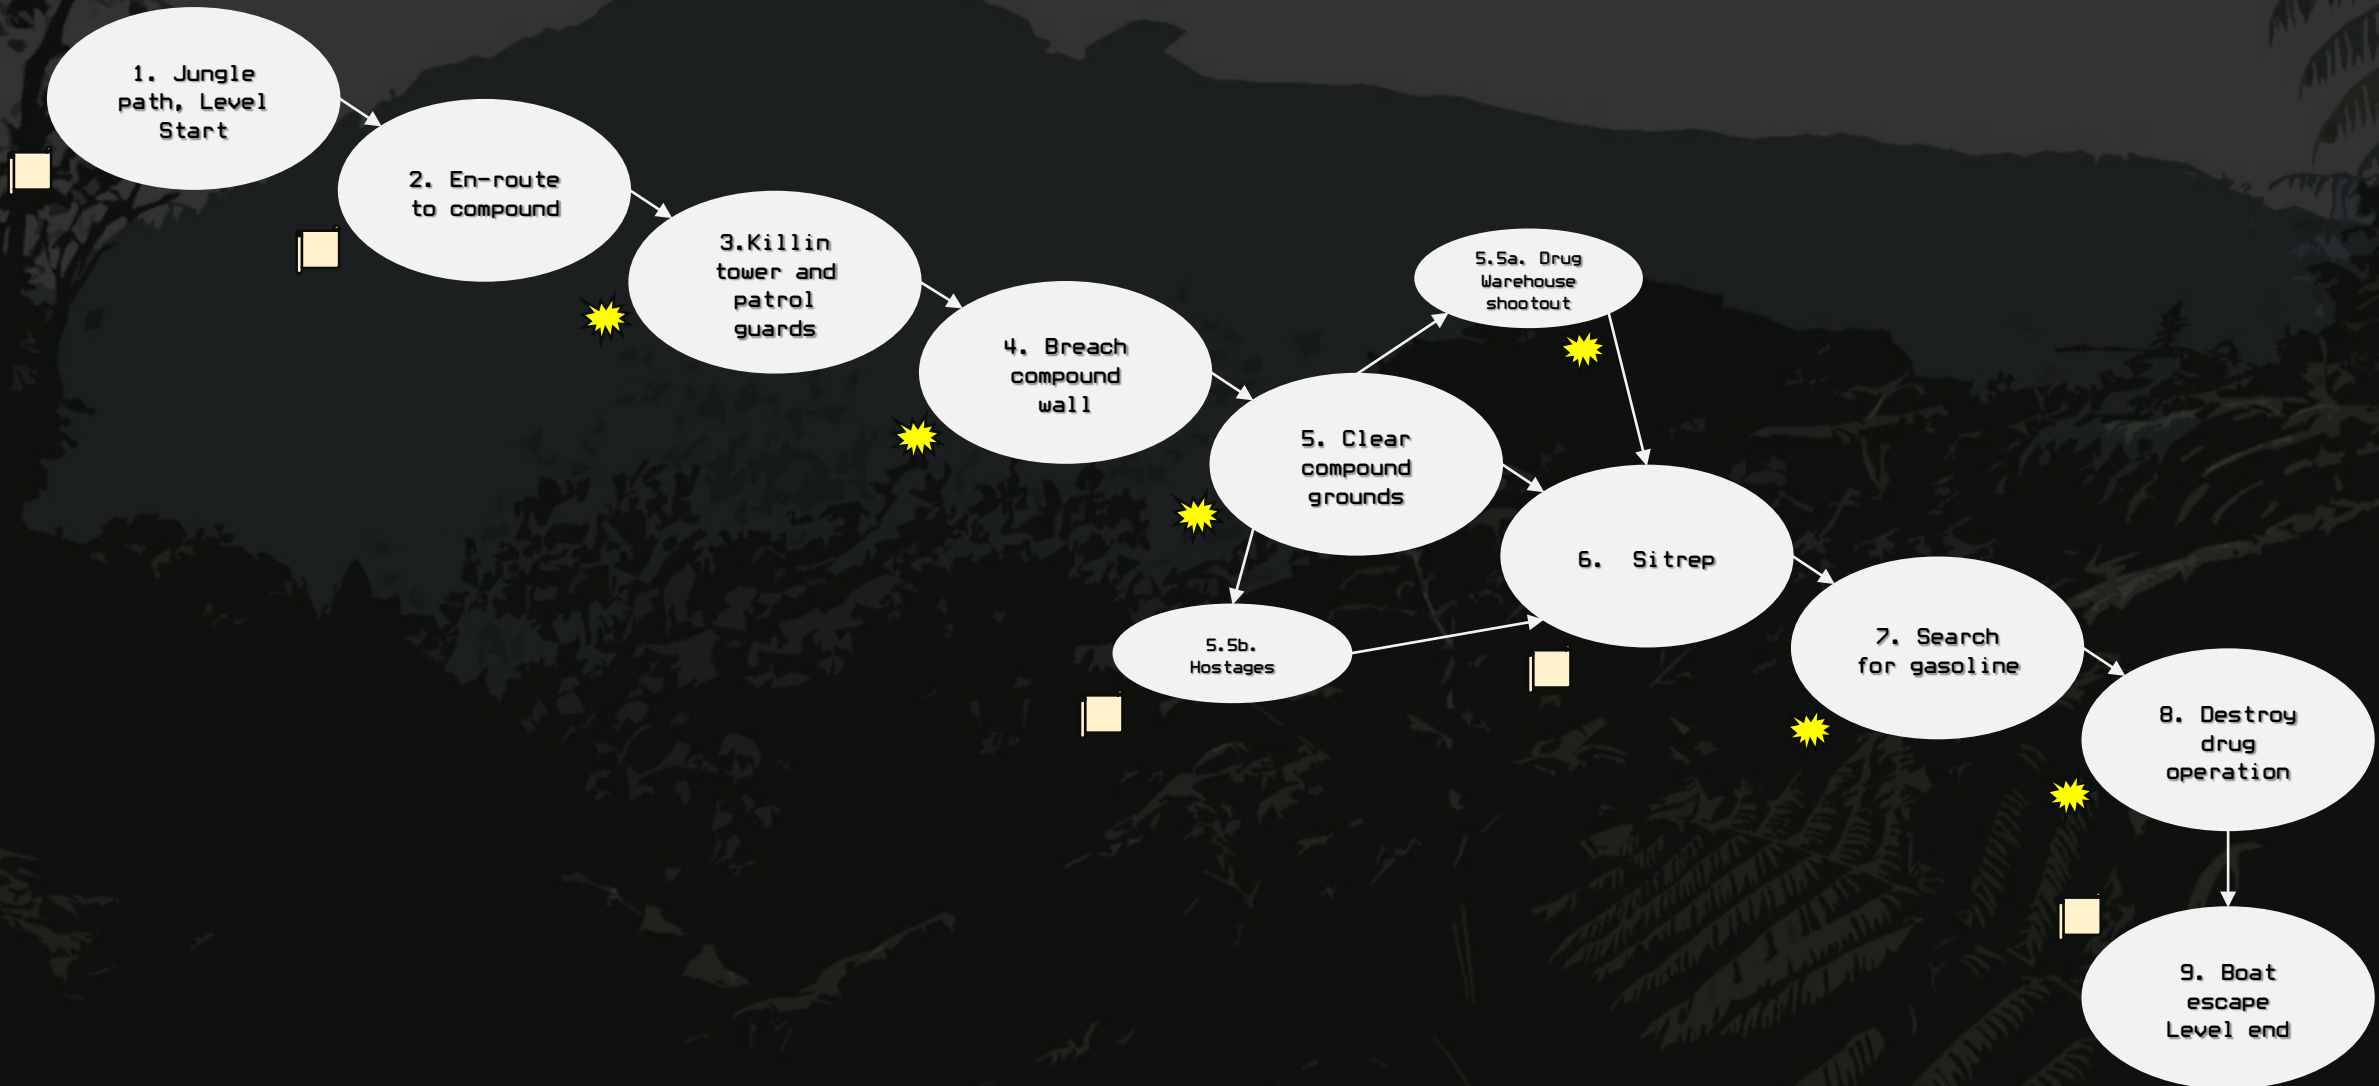 1. Jungle
path, Level
Start
2. En-route
to compound
3.Killin
tower and
patrol
guards
4. Breach
compound
wall
5.5a. Drug
Warehouse
shootout
5. Clear
compound
grounds
5.5b.
Hostages
6. Sitrep
7. Search
for gasoline
8. Destroy
drug
operation
9. Boat
escape
Level end